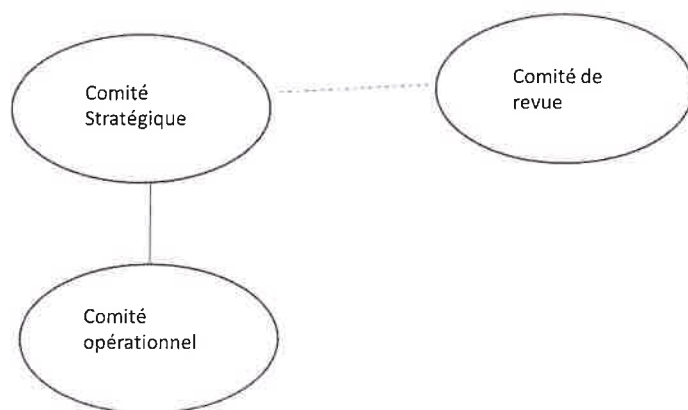 Comité
Stratégique
Comité de
revue
Comité
opérationnel